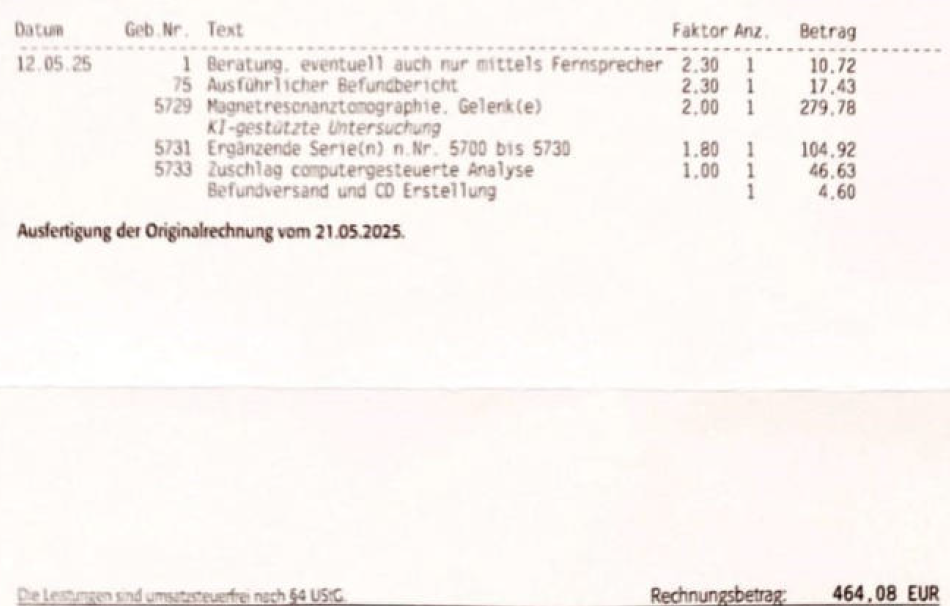 Datum Geb.Nr. Text Faktor Anz. Betrag
12.05.25 1 Beratung, eventuell auch nur mittels Fernsprecher 2.30 1 10.72
75 Ausführlicher Befundbericht 2.30 1 17.43
5729 Magnetresonanztomographie, Gelenk(e) 2.00 1 279.78
KI-gestützte Untersuchung
5731 Ergänzende Serie(n) n.Nr. 5700 bis 5730 1.80 1 104.92
5733 Zuschlag computergesteuerte Analyse 1.00 1 46.63
Befundversand und CD Erstellung 1 4.60
Ausfertigung der Originalrechnung vom 21.05.2025.
Die Leistungen sind umsatzsteuerfrei nach §4 UStG.
Rechnungsbetrag: 464,08 EUR